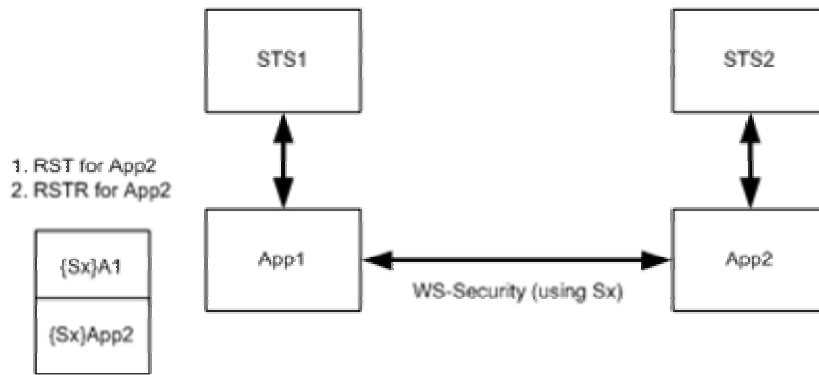 STS1
STS2
1. RST for App2
2. RSTR for App2
{Sx}A1
{Sx}App2
App1
App2
WS-Security (using Sx)